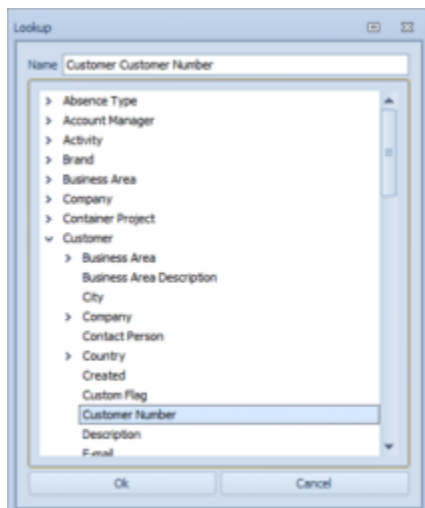 Lookup
Name Customer Customer Number
Absence Type
Account Manager
Activity
Brand
Business Area
Company
Container Project
Customer
Business Area
Business Area Description
City
Company
Contact Person
Country
Created
Custom Flag
Customer Number
Description
E-mail
Ok Cancel